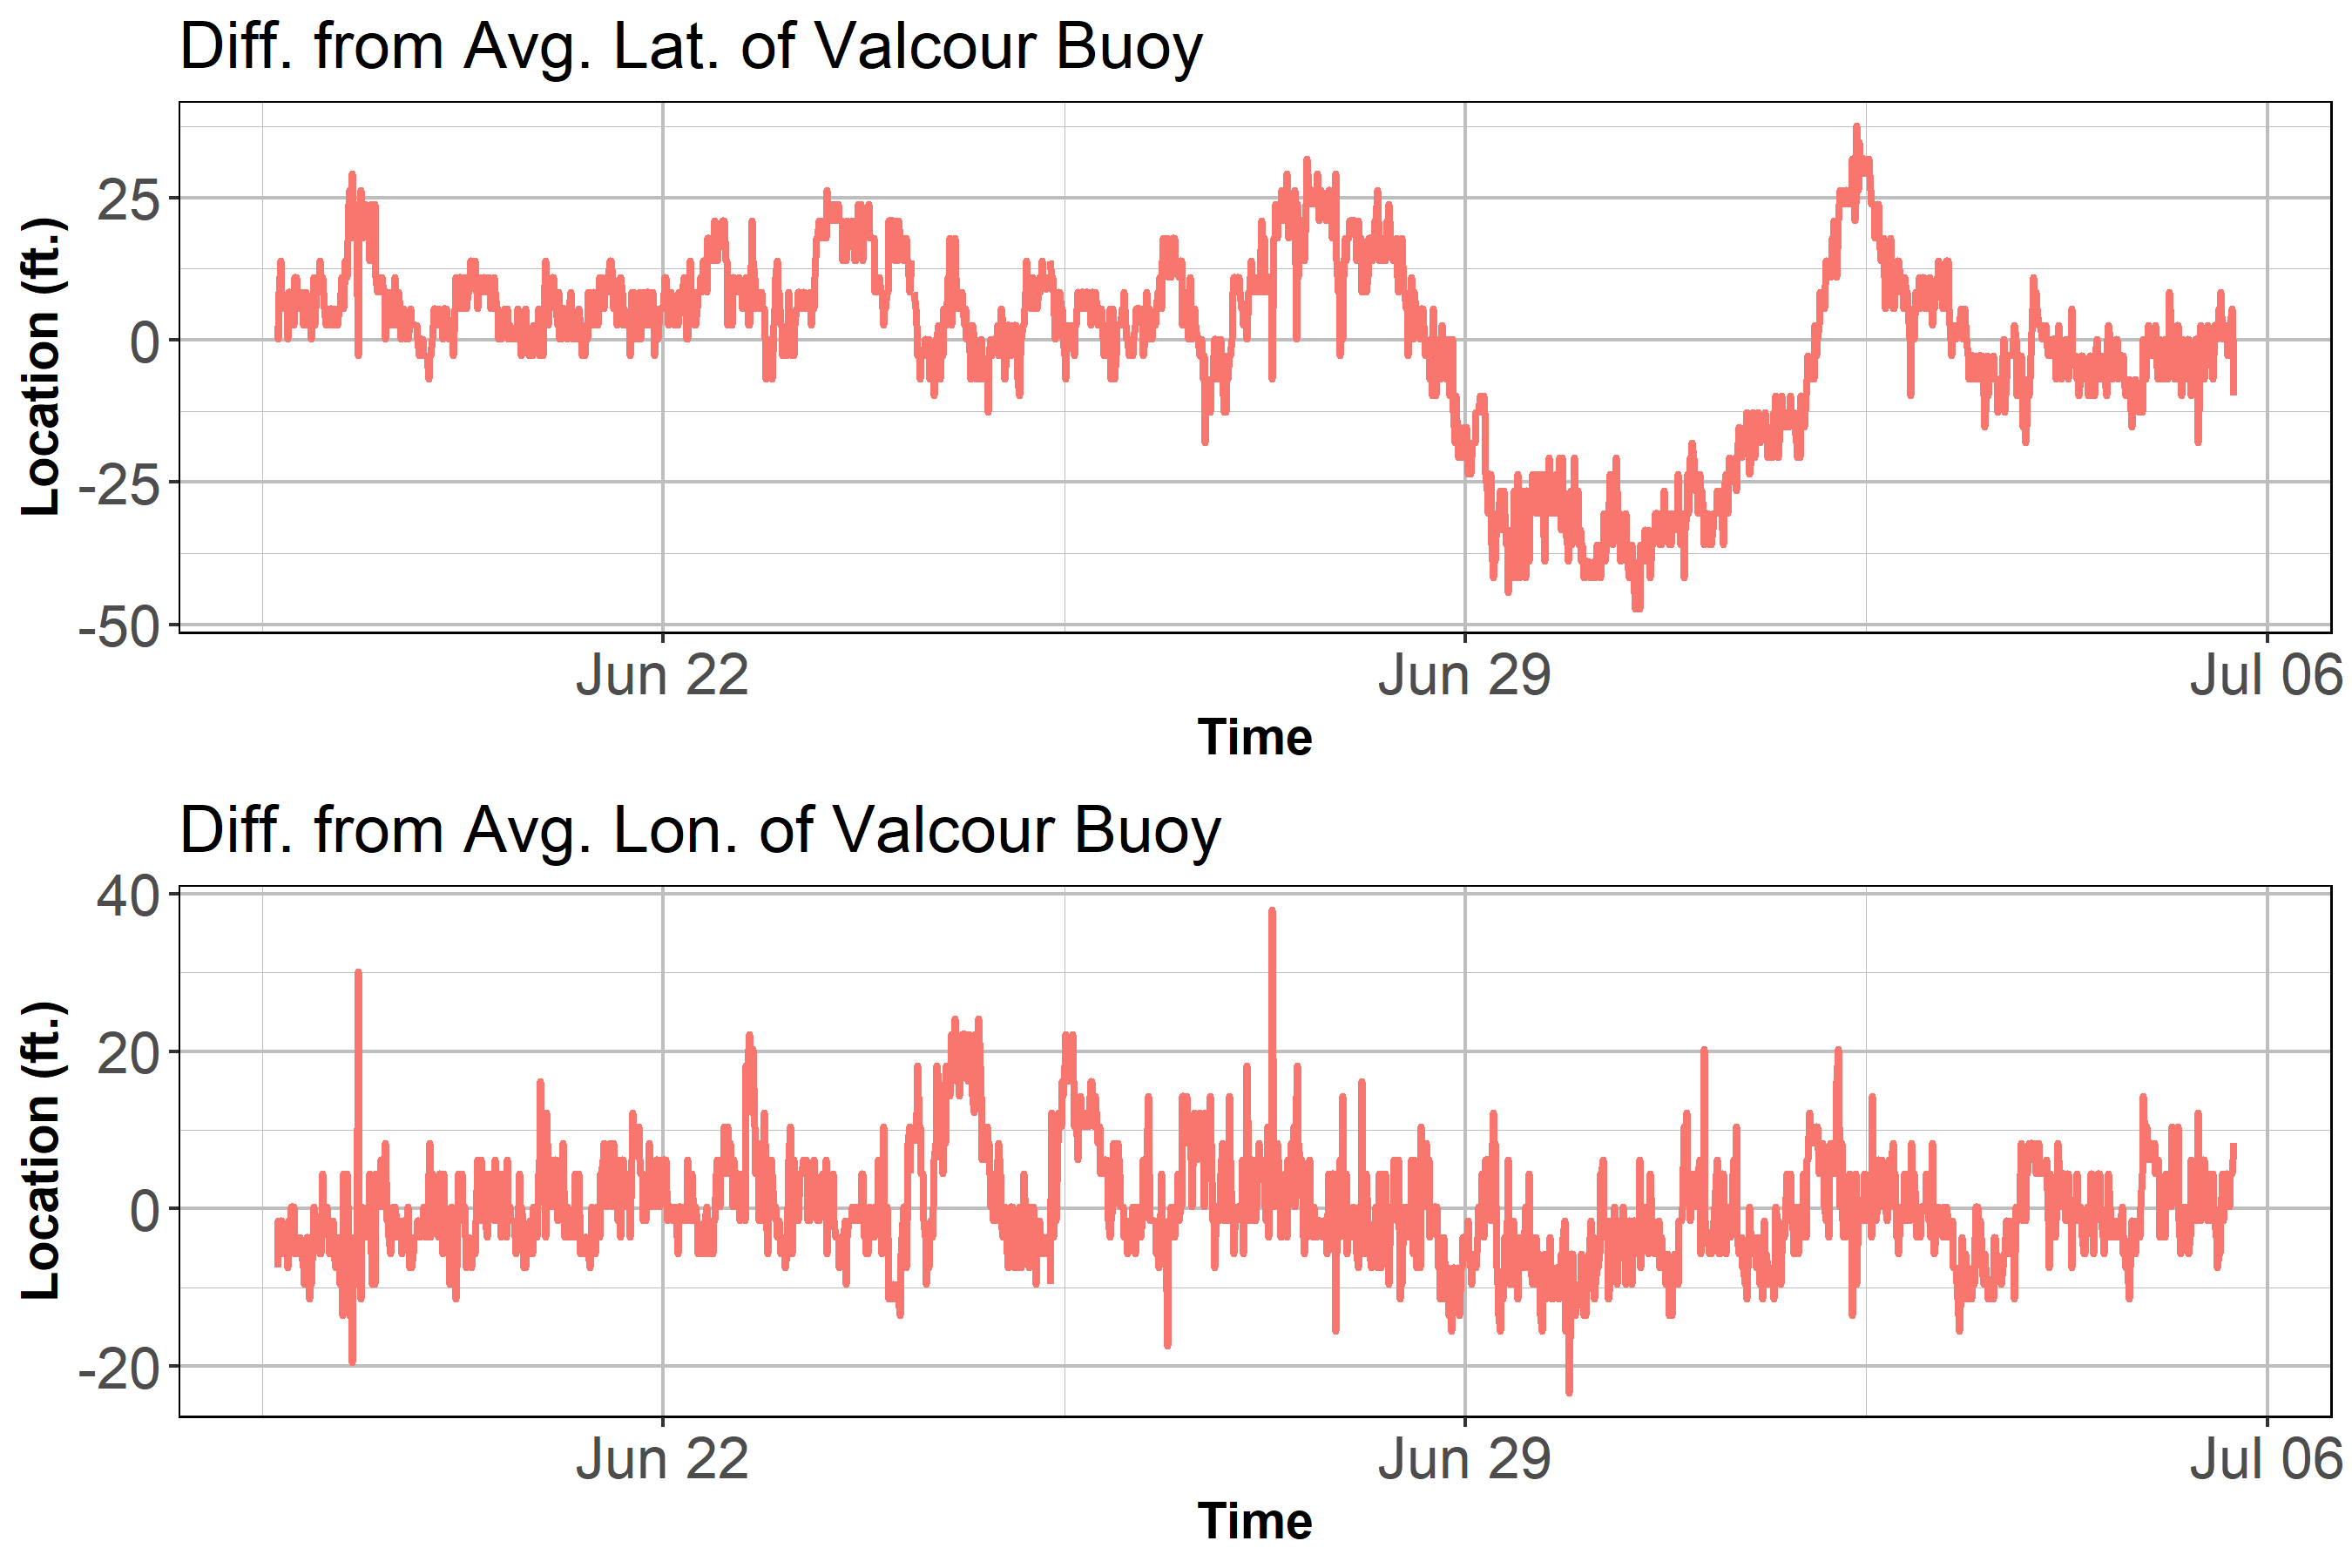 Diff. from Avg. Lat. of Valcour Buoy
Location (ft.)
25
0
-25
-50
Jun 22
Jun 29
Jul 06
Time
Diff. from Avg. Lon. of Valcour Buoy
Location (ft.)
40
20
0
-20
Jun 22
Jun 29
Jul 06
Time